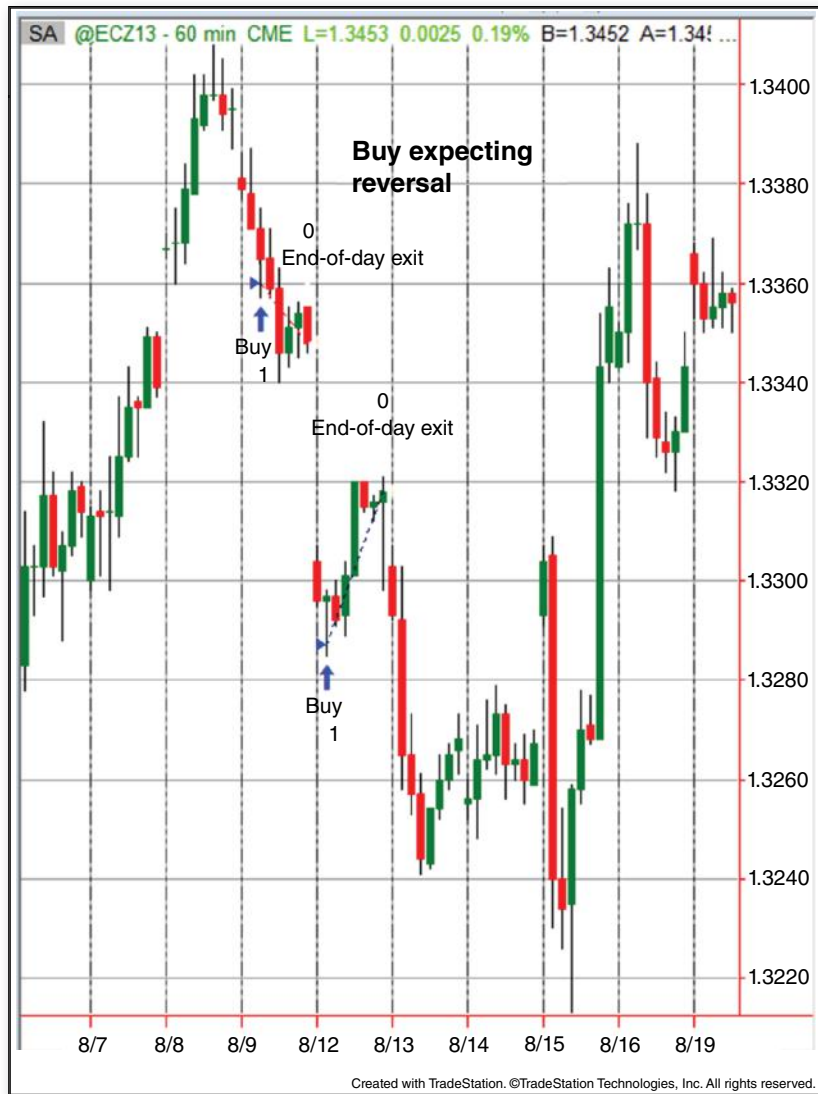 SA @ECZ13 - 60 min CME L=1.3453 0.0025 0.19% B=1.3452 A=1.34 ...
1.3400
Buy expecting
reversal
1.3380
0
End-of-day exit
1.3360
Buy
1
1.3340
0
End-of-day exit
1.3320
1.3300
1.3280
Buy
1
1.3260
1.3240
1.3220
8/7 8/8 8/9 8/12 8/13 8/14 8/15 8/16 8/19
Created with TradeStation. ©TradeStation Technologies, Inc. All rights reserved.